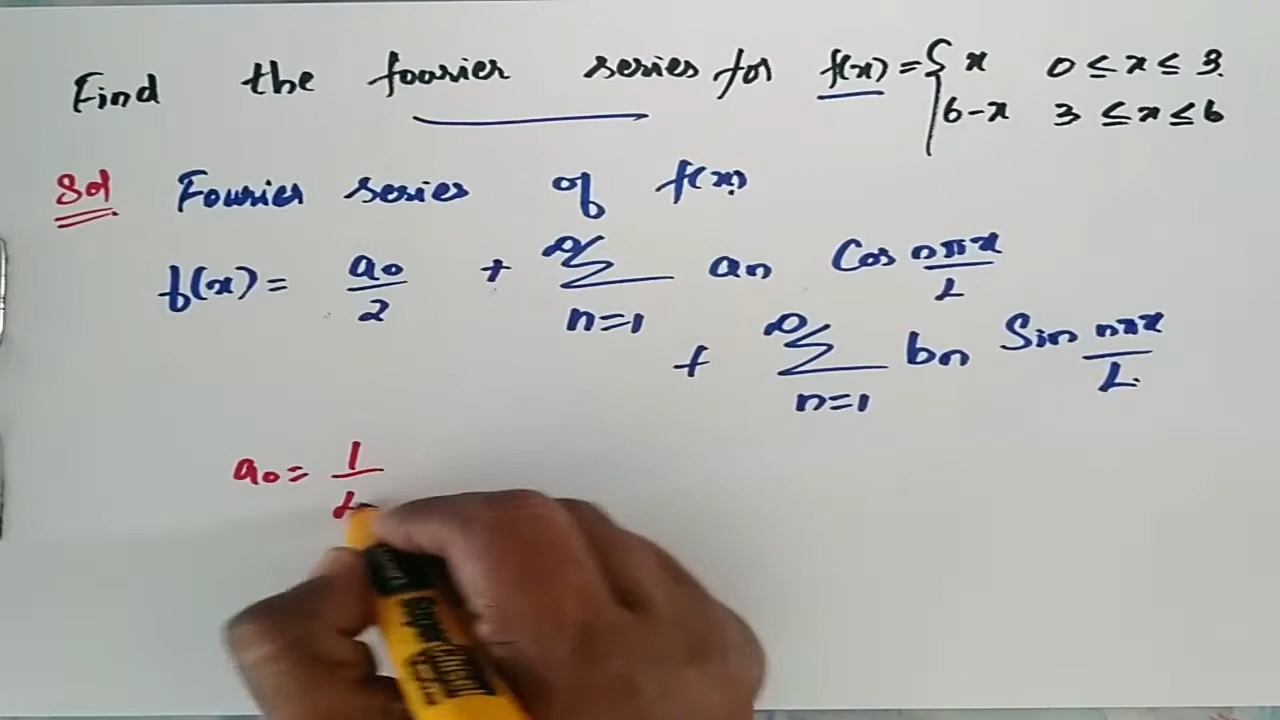 Find the foorier series for f(x) = { x 0 ≤ x ≤ 3.
6-x 3 ≤ x ≤ 6
Sol Fourier series of f(x)
f(x) = a0/2 + ∞∑n=1 an Cos nπx/L
+ ∞∑n=1 bn Sin nπx/L.
a0 = 1/L